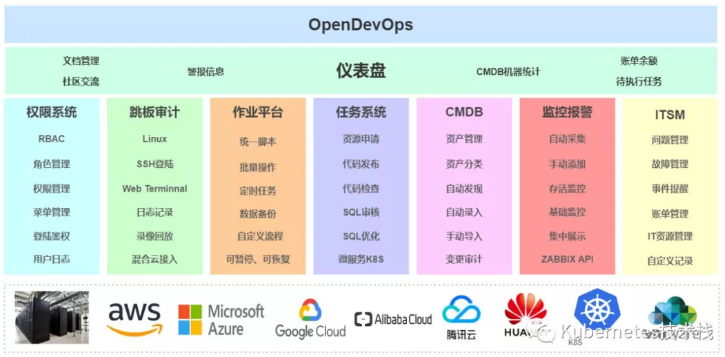 OpenDevOps
文档管理
社区交流
警报信息
仪表盘
CMDB机器统计
账单余额
待执行任务
权限系统
RBAC
角色管理
权限管理
菜单管理
登陆鉴权
用户日志
跳板审计
Linux
SSH登陆
Web Terminnal
日志记录
录像回放
混合云接入
作业平台
统一脚本
批量操作
定时任务
数据备份
自定义流程
可暂停、可恢复
任务系统
资源申请
代码发布
代码检查
SQL审核
SQL优化
微服务K8S
CMDB
资产管理
资产分类
自动发现
自动录入
手动导入
变更审计
监控报警
自动采集
手动添加
存活监控
基础监控
集中展示
ZABBIX API
ITSM
问题管理
故障管理
事件提醒
账单管理
IT资源管理
自定义记录
aws
Microsoft
Azure
Google Cloud
Alibaba Cloud
腾讯云
K8S
Kubernetes技术栈